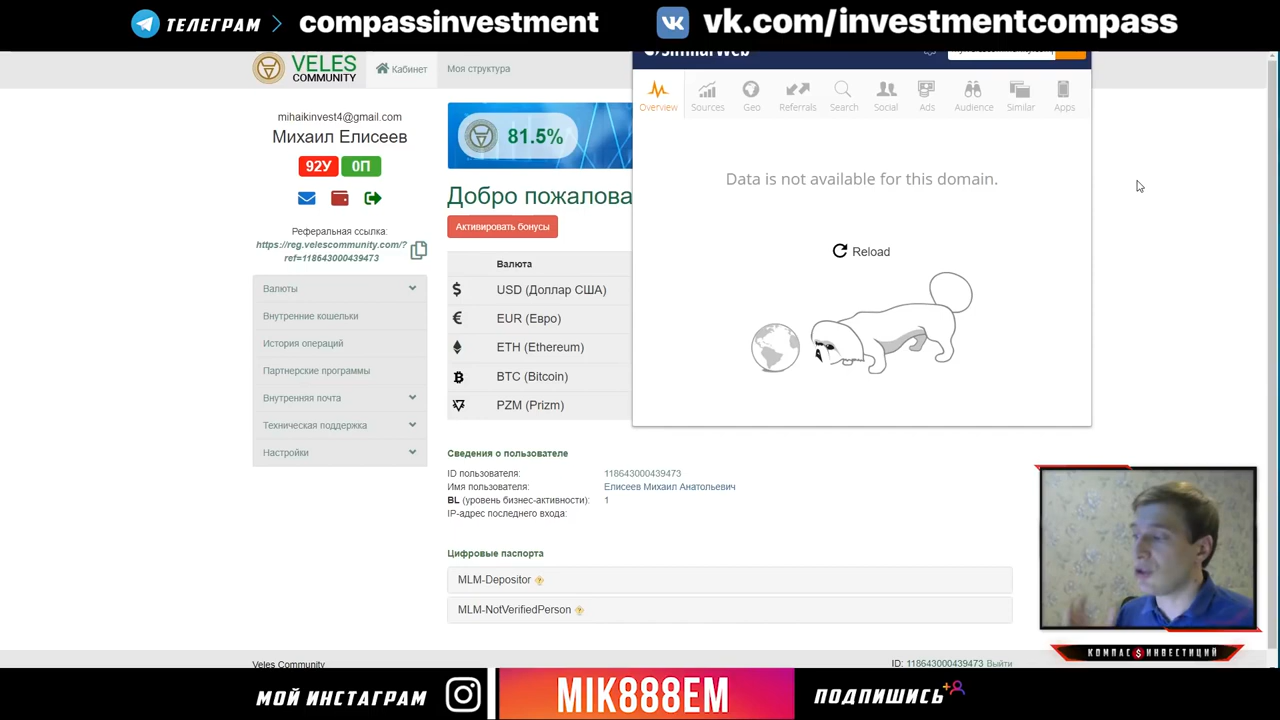 ТЕЛЕГРАМ compassinvestment
vk.com/investmentcompass
VELES
COMMUNITY
Кабинет
Моя структура
mihaikinvest4@gmail.com
Михаил Елисеев
92У 0П
Реферальная ссылка:
https://reg.velescommunity.com/?
ref=118643000439473
Валюты
Внутренние кошельки
История операций
Партнерские программы
Внутренняя почта
Техническая поддержка
Настройки
81.5%
Добро пожалова
Активировать бонусы
Валюта
USD (Доллар США)
EUR (Евро)
ETH (Ethereum)
BTC (Bitcoin)
PZM (Prizm)
Overview Sources Geo Referrals Search Social Ads Audience Similar Apps
Data is not available for this domain.
Reload
Сведения о пользователе
ID пользователя: 118643000439473
Имя пользователя: Елисеев Михаил Анатольевич
BL (уровень бизнес-активности): 1
IP-адрес последнего входа:
Цифровые паспорта
MLM-Depositor
MLM-NotVerifiedPerson
Veles Community
ID: 118643000439473 Выйти
КОМПАС $ ИНВЕСТИЦИЙ
МОЙ ИНСТАГРАМ
MIK888EM
ПОДПИШИСЬ